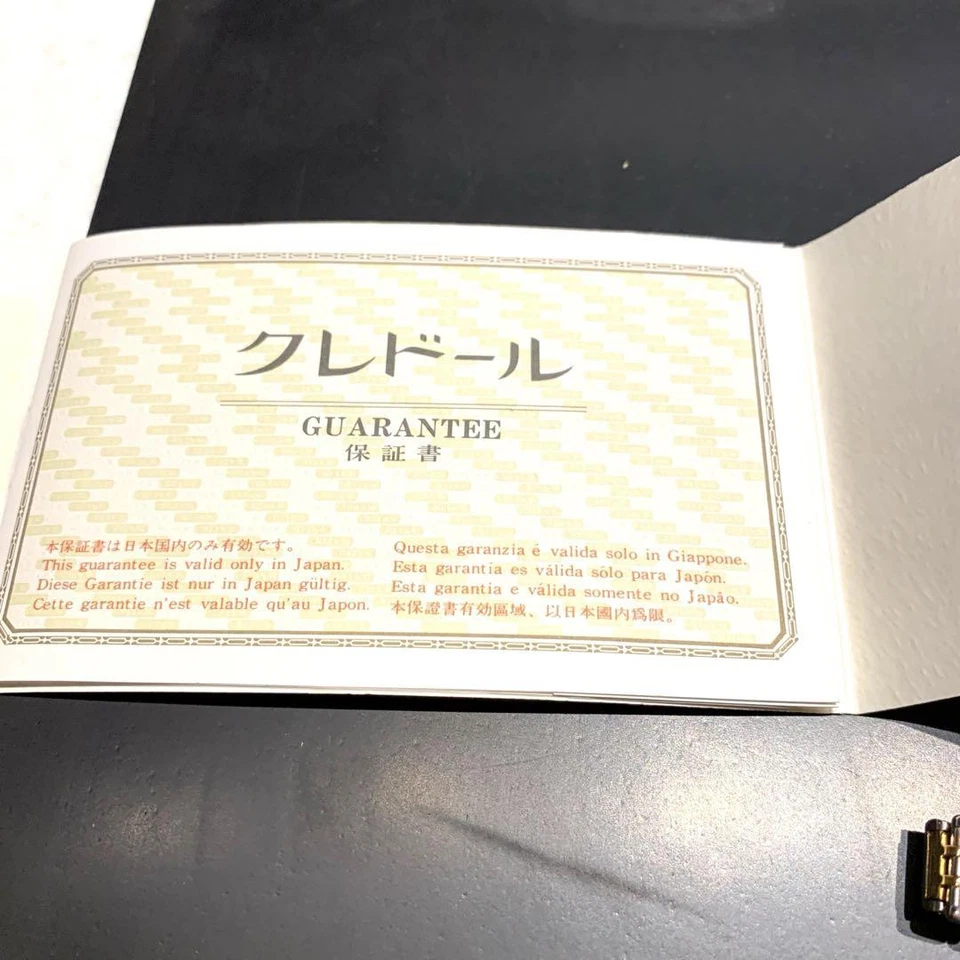 クレドール
GUARANTEE
保証書
本保証書は日本国内のみ有効です。
This guarantee is valid only in Japan.
Diese Garantie ist nur in Japan gültig.
Cette garantie n'est valable qu'au Japon.
Questa garanzia é valida solo in Giappone.
Esta garantía es válida sólo para Japón.
Esta garantia e válida somente no Japâo.
本保證書有効區域、以日本國内爲限。